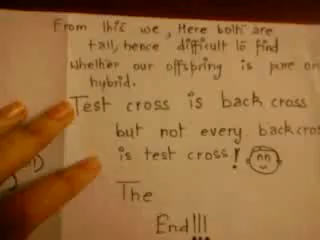 From this we, Here both are
tall, hence difficult to find
whether our offspring is pure or
hybrid.
Test cross is back cross
but not every backcros
is test cross!
The
End!!!